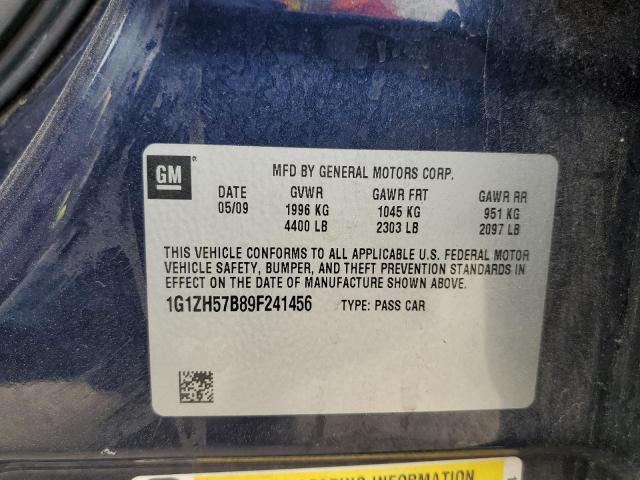 GM
MFD BY GENERAL MOTORS CORP.
DATE GVWR GAWR FRT GAWR RR
05/09 1996 KG 1045 KG 951 KG
4400 LB 2303 LB 2097 LB
THIS VEHICLE CONFORMS TO ALL APPLICABLE U.S. FEDERAL MOTOR
VEHICLE SAFETY, BUMPER, AND THEFT PREVENTION STANDARDS IN
EFFECT ON THE DATE OF MANUFACTURE SHOWN ABOVE.
1G1ZH57B89F241456 TYPE: PASS CAR
INFORMATION